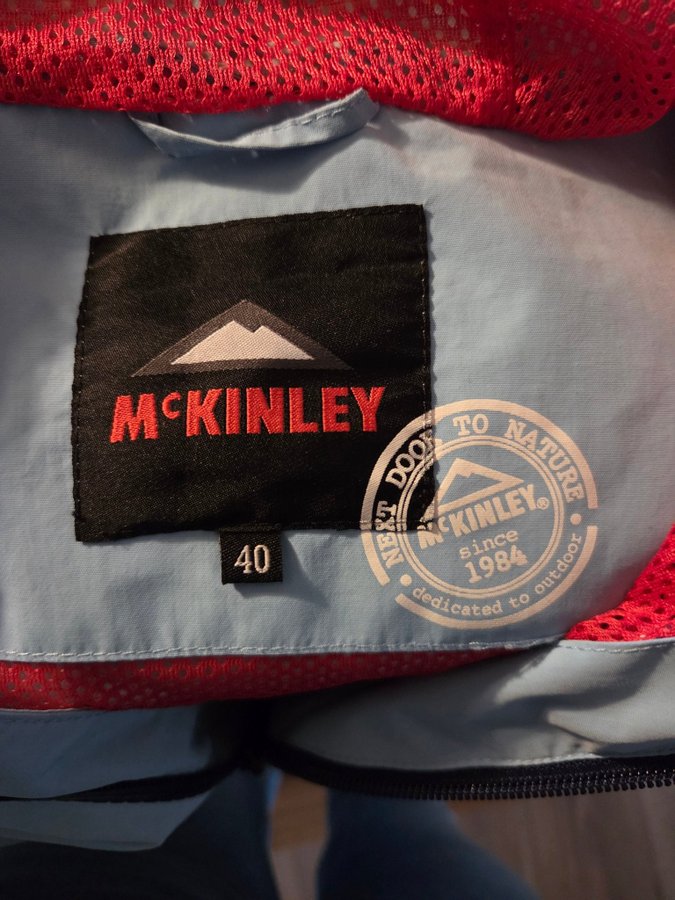 McKINLEY
40
NEXT DOOR TO NATURE
McKINLEY®
since
1984
dedicated to outdoor